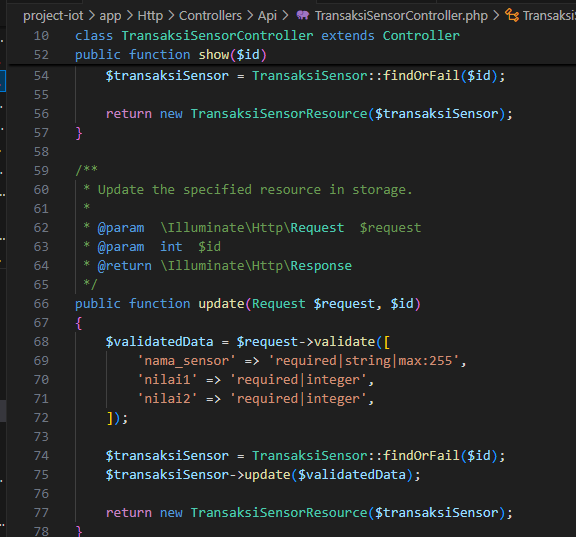 project-iot > app > Http > Controllers > Api > TransaksiSensorController.php > Transaksi
10 class TransaksiSensorController extends Controller
52 public function show($id)
54 $transaksiSensor = TransaksiSensor::findOrFail($id);
55
56 return new TransaksiSensorResource($transaksiSensor);
57 }
58
59 /**
60 * Update the specified resource in storage.
61 *
62 * @param \Illuminate\Http\Request $request
63 * @param int $id
64 * @return \Illuminate\Http\Response
65 */
66 public function update(Request $request, $id)
67 {
68 $validatedData = $request->validate([
69 'nama_sensor' => 'required|string|max:255',
70 'nilai1' => 'required|integer',
71 'nilai2' => 'required|integer',
72 ]);
73
74 $transaksiSensor = TransaksiSensor::findOrFail($id);
75 $transaksiSensor->update($validatedData);
76
77 return new TransaksiSensorResource($transaksiSensor);
78 }